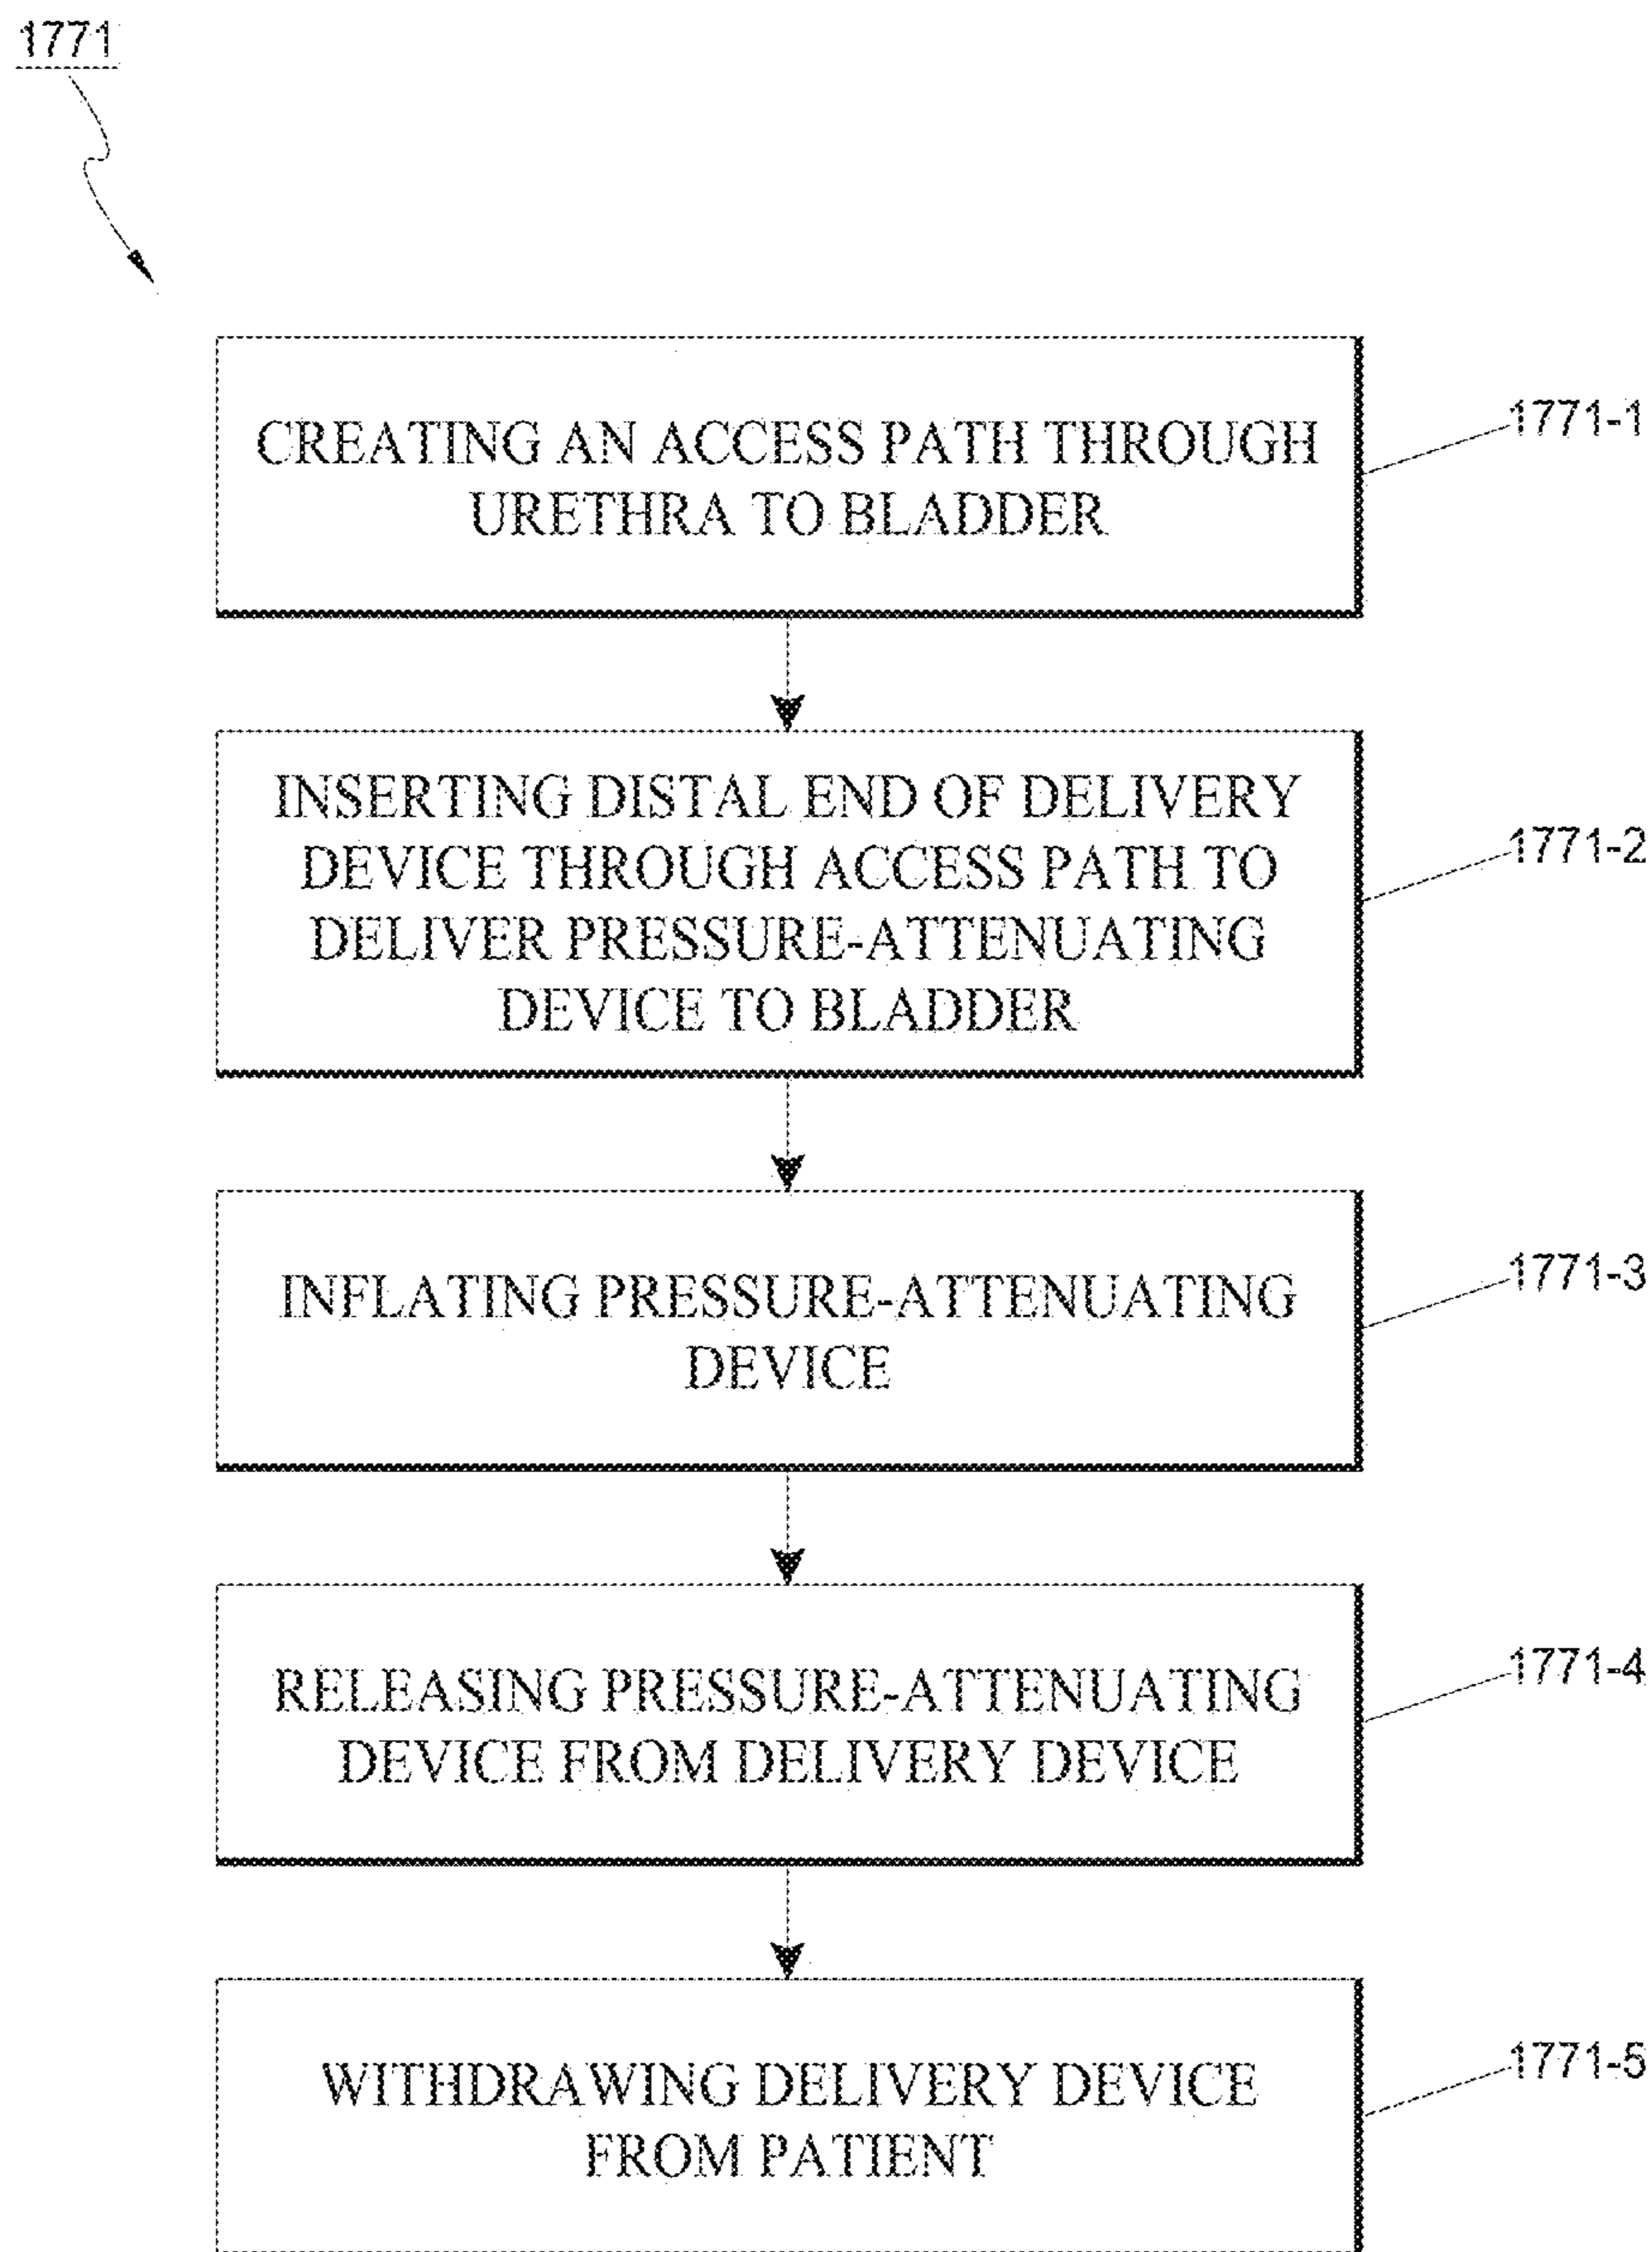 1771
CREATING AN ACCESS PATH THROUGH
URETHRA TO BLADDER
1771-1
INSERTING DISTAL END OF DELIVERY
DEVICE THROUGH ACCESS PATH TO
DELIVER PRESSURE-ATTENUATING
DEVICE TO BLADDER
1771-2
INFLATING PRESSURE-ATTENUATING
DEVICE
1771-3
RELEASING PRESSURE-ATTENUATING
DEVICE FROM DELIVERY DEVICE
1771-4
WITHDRAWING DELIVERY DEVICE
FROM PATIENT
1771-5